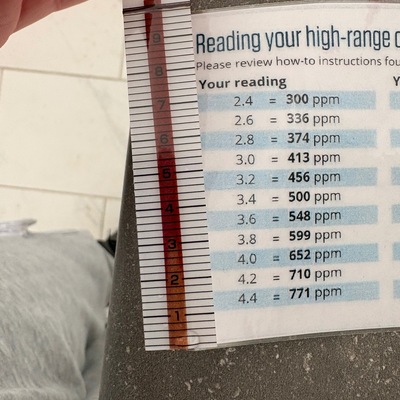 9
8
7
6
5
4
3
2
1
Reading your high-range
Please review how-to instructions
Your reading
2.4 = 300 ppm
2.6 = 336 ppm
2.8 = 374 ppm
3.0 = 413 ppm
3.2 = 456 ppm
3.4 = 500 ppm
3.6 = 548 ppm
3.8 = 599 ppm
4.0 = 652 ppm
4.2 = 710 ppm
4.4 = 771 ppm